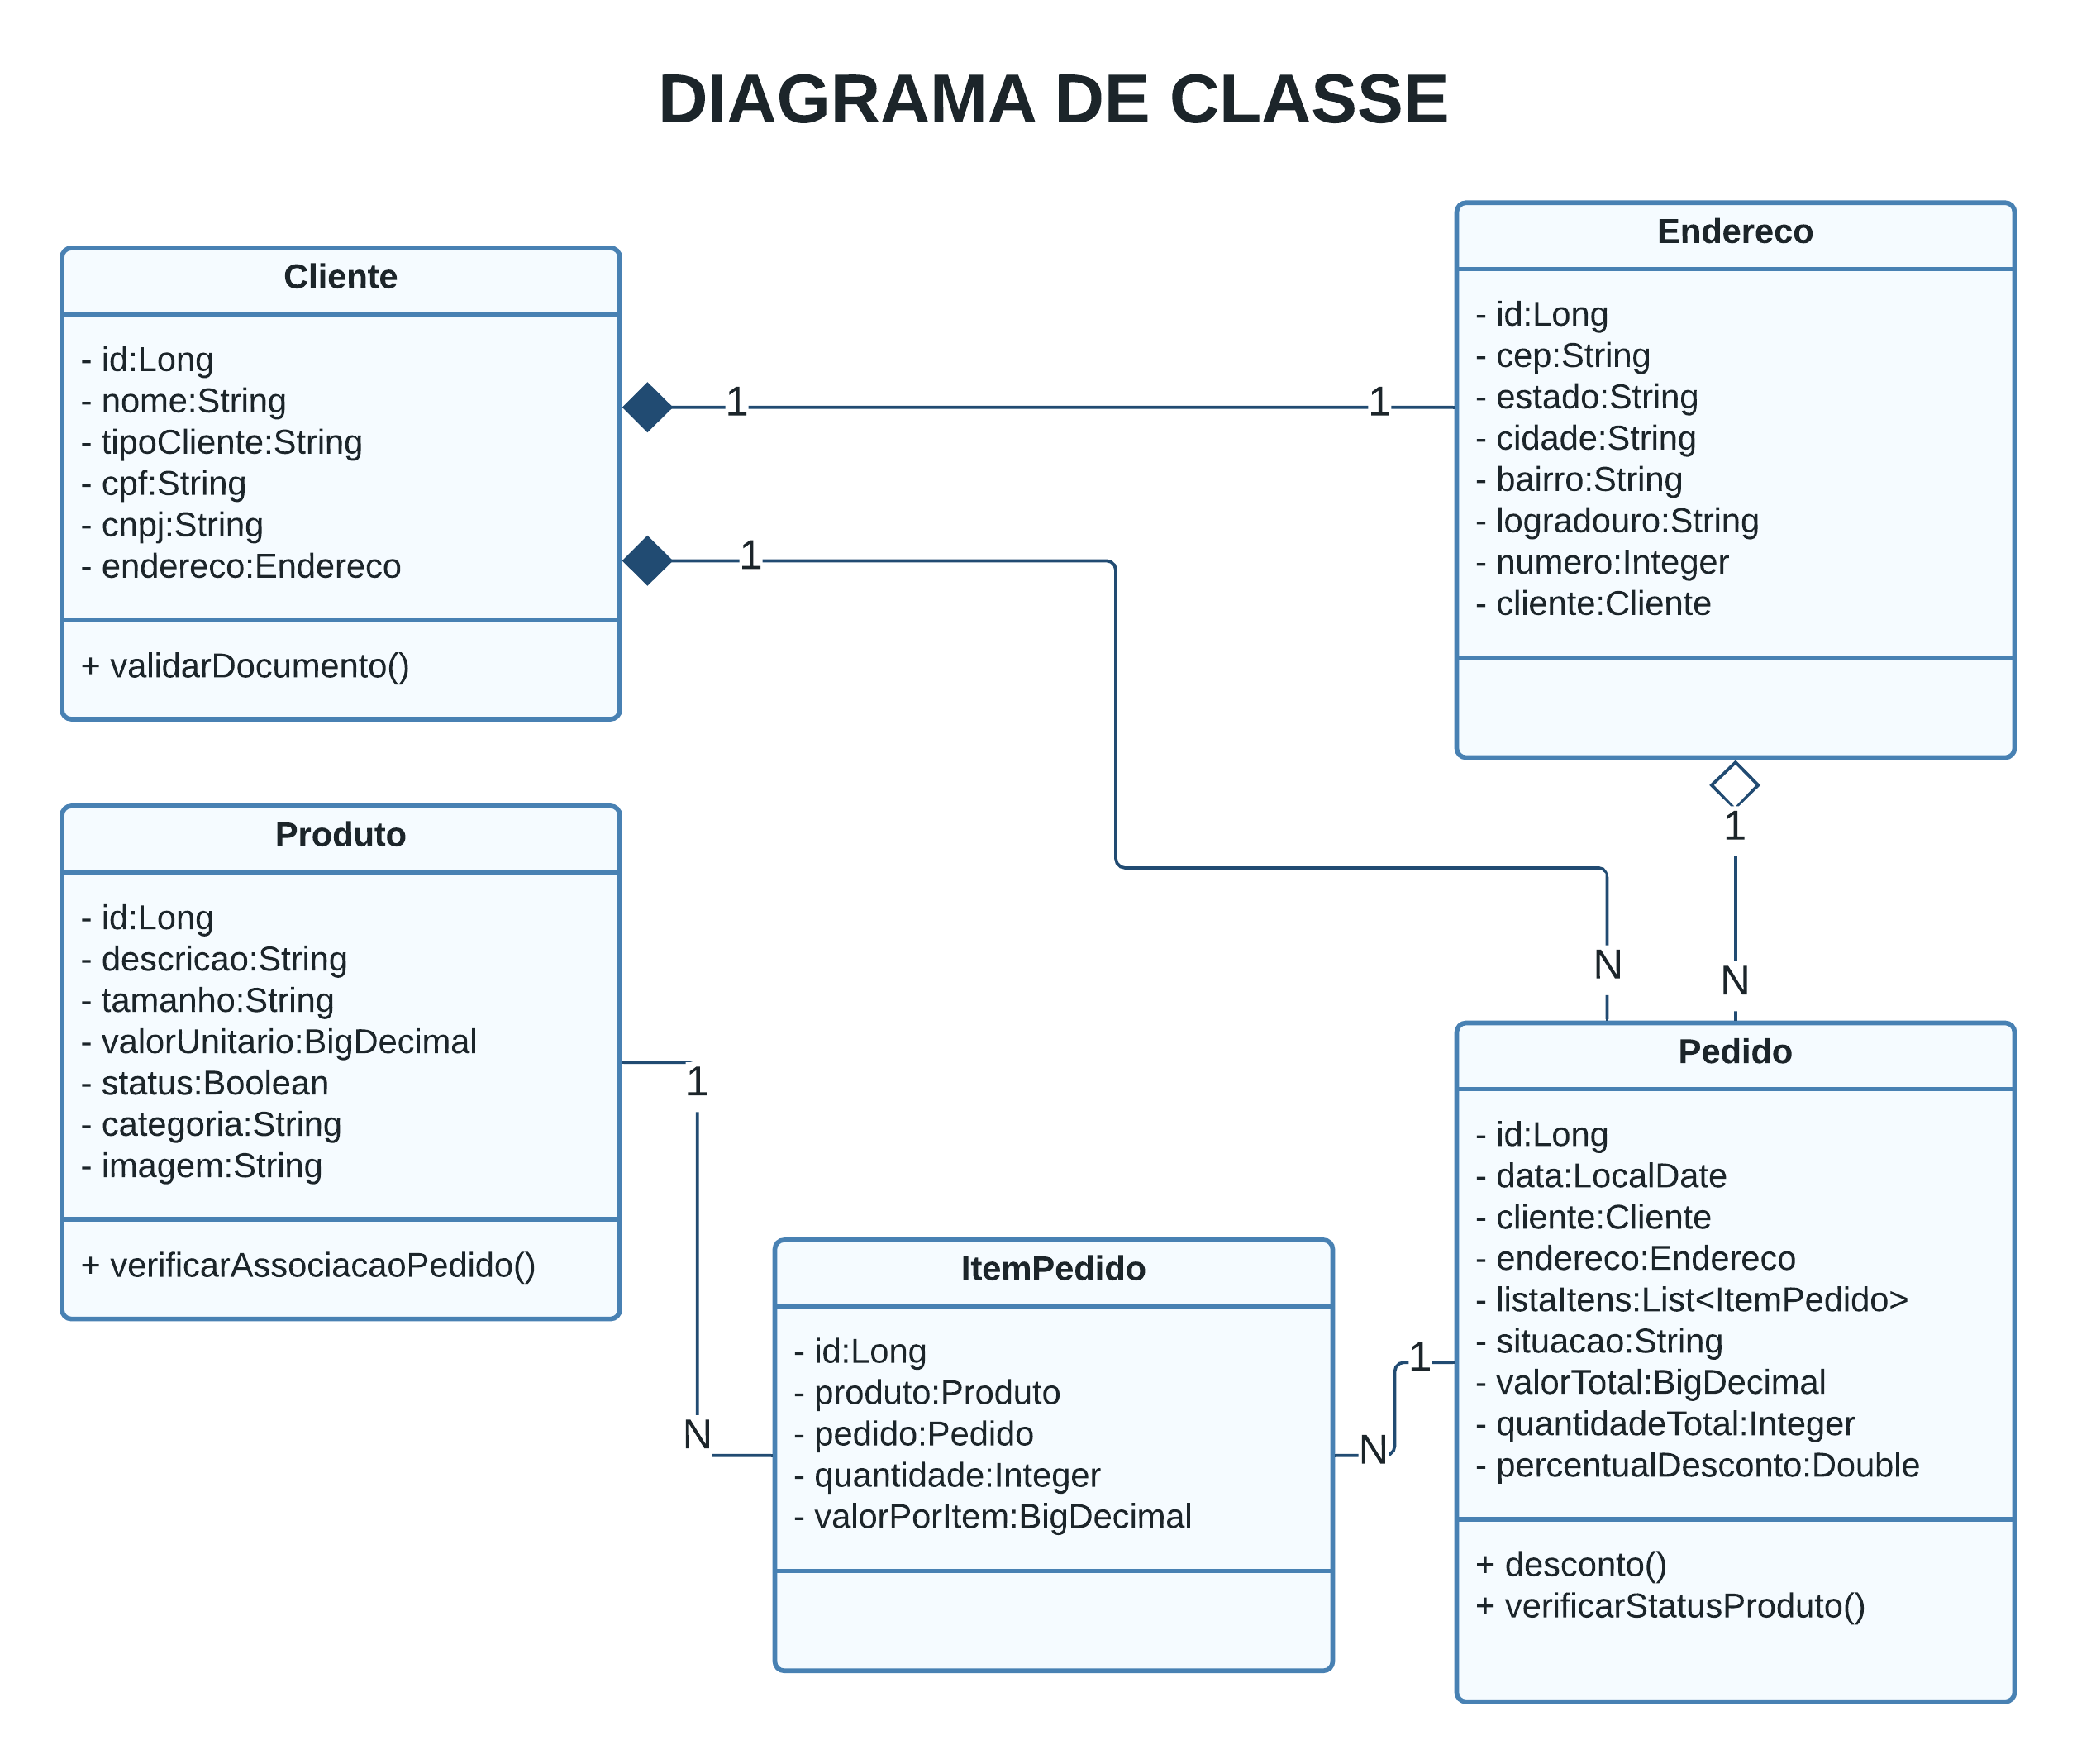 DIAGRAMA DE CLASSE
Cliente
- id:Long
- nome:String
- tipoCliente:String
- cpf:String
- cnpj:String
- endereco:Endereco
+ validarDocumento()
1
1
1
N
Endereco
- id:Long
- cep:String
- estado:String
- cidade:String
- bairro:String
- logradouro:String
- numero:Integer
- cliente:Cliente
1
N
Produto
- id:Long
- descricao:String
- tamanho:String
- valorUnitario:BigDecimal
- status:Boolean
- categoria:String
- imagem:String
+ verificarAssociacaoPedido()
1
N
ItemPedido
- id:Long
- produto:Produto
- pedido:Pedido
- quantidade:Integer
- valorPorItem:BigDecimal
N
1
Pedido
- id:Long
- data:LocalDate
- cliente:Cliente
- endereco:Endereco
- listaItens:List<ItemPedido>
- situacao:String
- valorTotal:BigDecimal
- quantidadeTotal:Integer
- percentualDesconto:Double
+ desconto()
+ verificarStatusProduto()